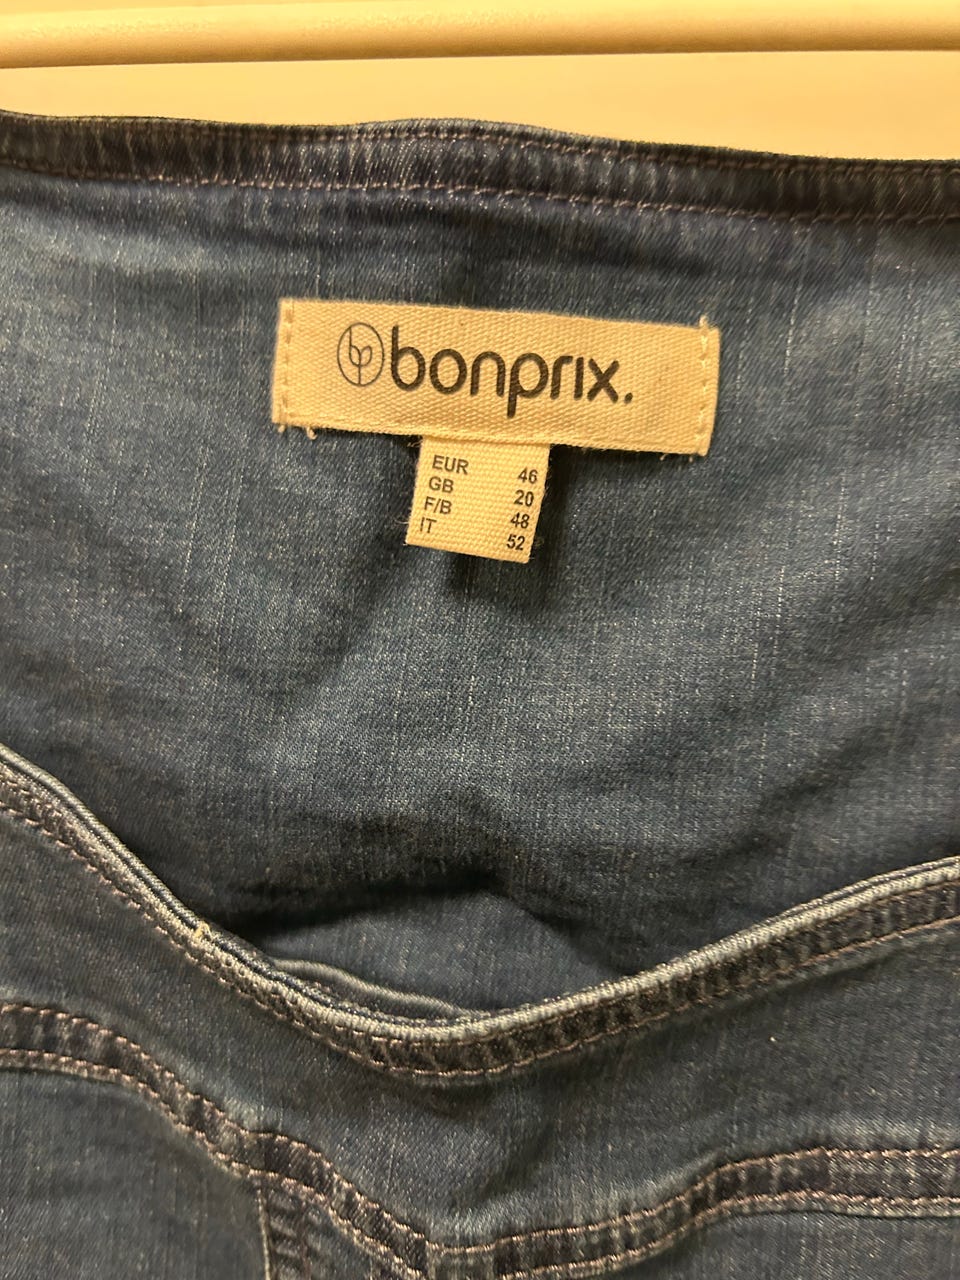 bonprix.
EUR 46
GB 20
F/B 48
IT 52